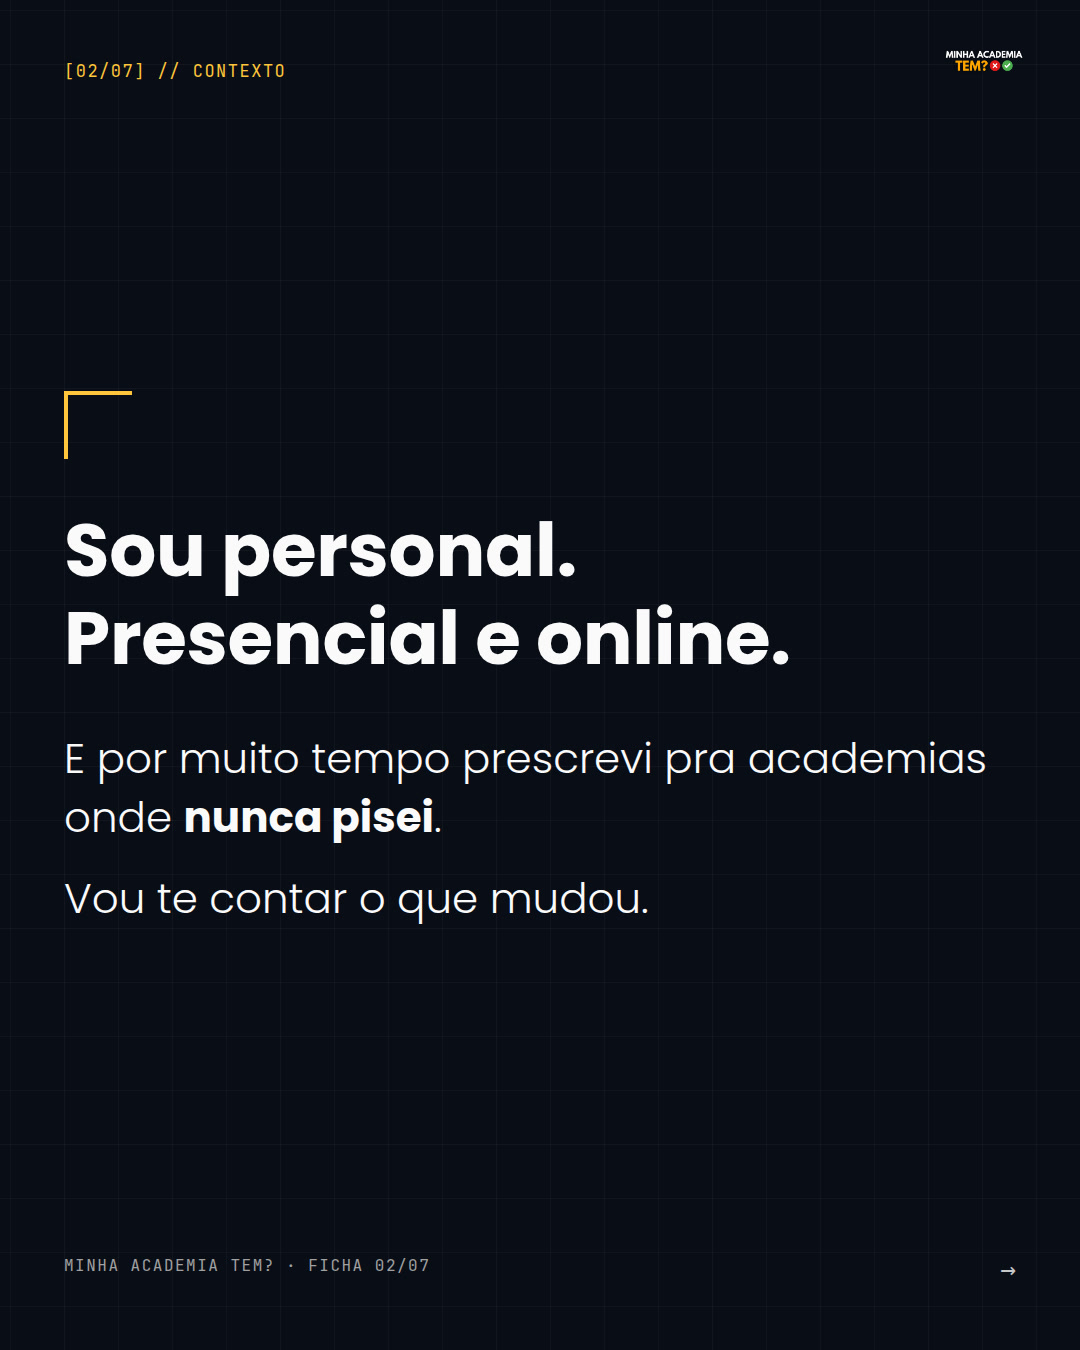 [02/07] // CONTEXTO
MINHA ACADEMIA
TEM?
Sou personal.
Presencial e online.
E por muito tempo prescrevi pra academias
onde nunca pisei.
Vou te contar o que mudou.
MINHA ACADEMIA TEM? · FICHA 02/07
→